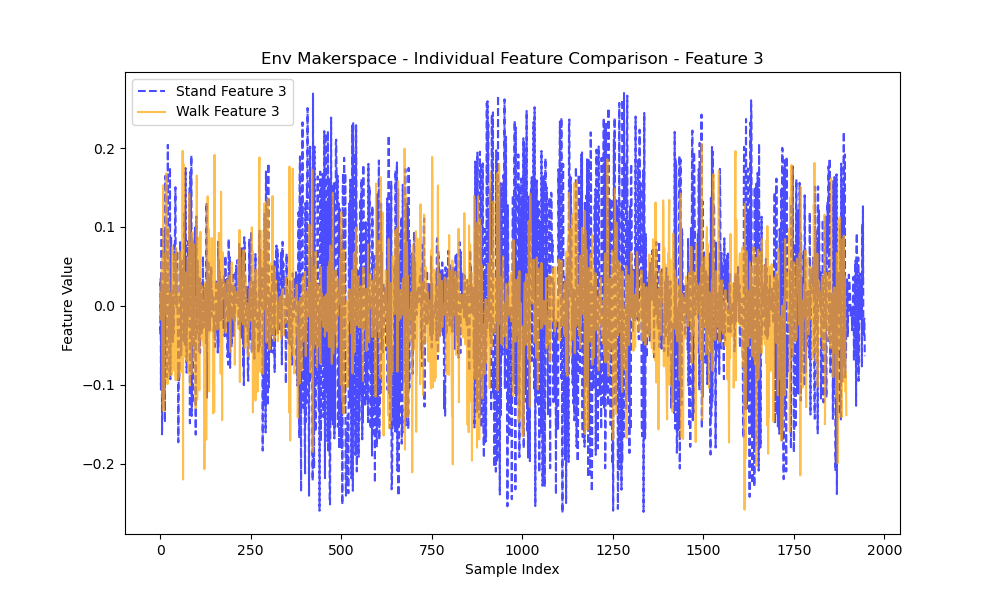 Env Makerspace - Individual Feature Comparison - Feature 3
Stand Feature 3
Walk Feature 3
Feature Value
0.2
0.1
0.0
−0.1
−0.2
0 250 500 750 1000 1250 1500 1750 2000
Sample Index